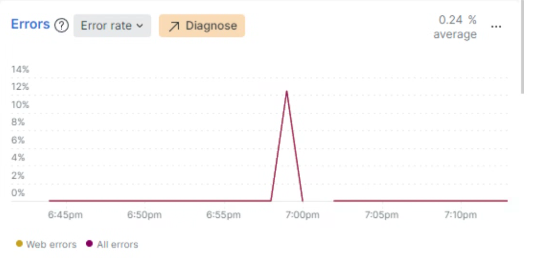 Errors ? Error rate Diagnose 0.24 % average ...
14%
12%
10%
8%
6%
4%
2%
0%
6:45pm 6:50pm 6:55pm 7:00pm 7:05pm 7:10pm
Web errors All errors